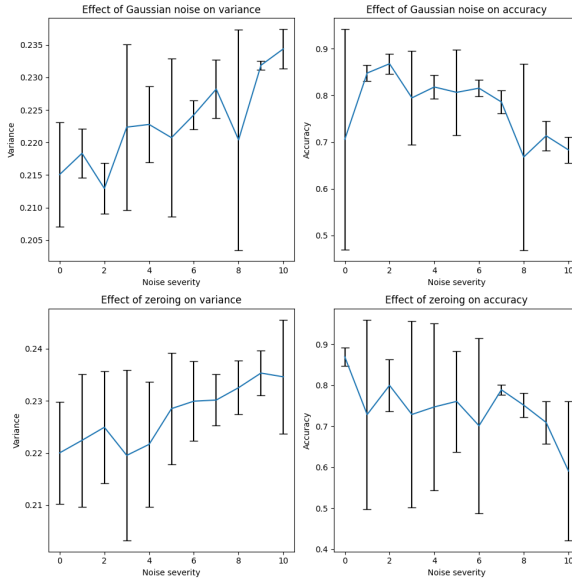 Effect of Gaussian noise on variance
Variance
0.235
0.230
0.225
0.220
0.215
0.210
0.205
0 2 4 6 8 10
Noise severity
Effect of Gaussian noise on accuracy
Accuracy
0.9
0.8
0.7
0.6
0.5
0 2 4 6 8 10
Noise severity
Effect of zeroing on variance
Variance
0.24
0.23
0.22
0.21
0 2 4 6 8 10
Noise severity
Effect of zeroing on accuracy
Accuracy
0.9
0.8
0.7
0.6
0.5
0.4
0 2 4 6 8 10
Noise severity